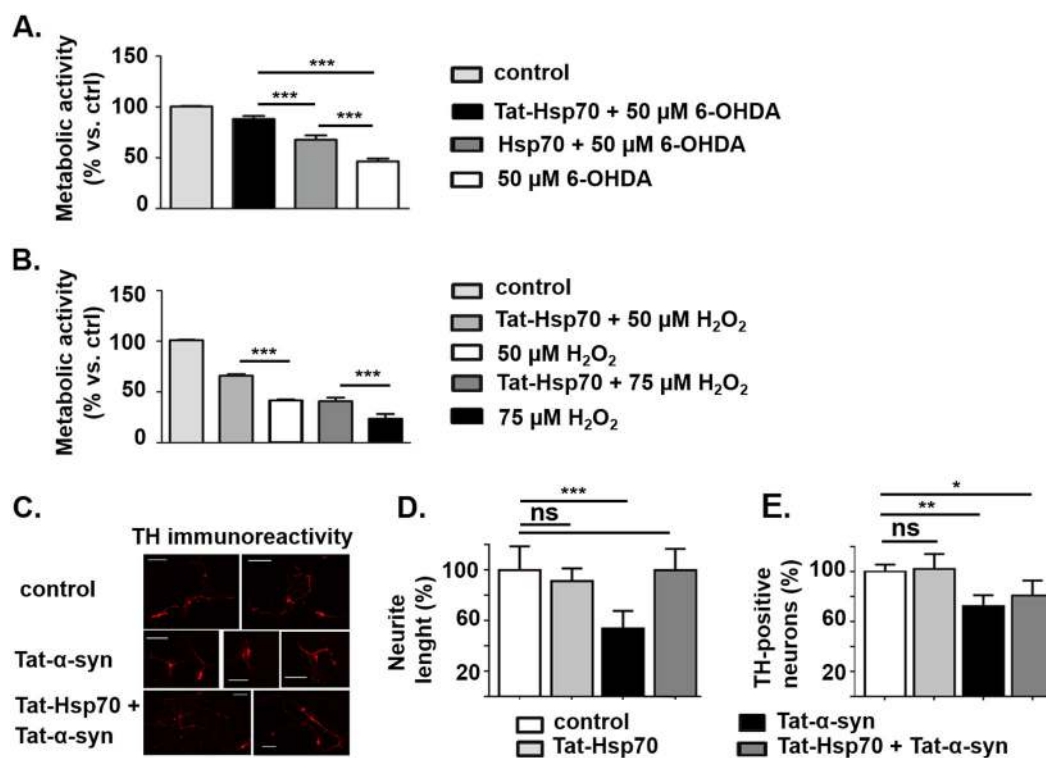 A.
Metabolic activity
(% vs. ctrl)
150
100
50
0
***
***
***
control
Tat-Hsp70 + 50 µM 6-OHDA
Hsp70 + 50 µM 6-OHDA
50 µM 6-OHDA
B.
Metabolic activity
(% vs. ctrl)
150
100
50
0
***
***
control
Tat-Hsp70 + 50 µM H₂O₂
50 µM H₂O₂
Tat-Hsp70 + 75 µM H₂O₂
75 µM H₂O₂
C.
TH immunoreactivity
control
Tat-α-syn
Tat-Hsp70 +
Tat-α-syn
D.
Neurite
lenght (%)
100
60
20
***
ns
control
Tat-Hsp70
E.
TH-positive
neurons (%)
100
60
20
*
**
ns
Tat-α-syn
Tat-Hsp70 + Tat-α-syn